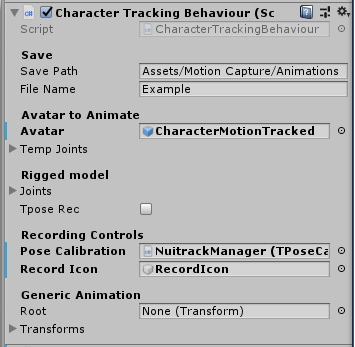 Character Tracking Behaviour (Sc
Script CharacterTrackingBehaviour
Save
Save Path Assets/Motion Capture/Animations
File Name Example
Avatar to Animate
Avatar CharacterMotionTracked
Temp Joints
Rigged model
Joints
Tpose Rec
Recording Controls
Pose Calibration NuitrackManager (TPoseCa
Record Icon RecordIcon
Generic Animation
Root None (Transform)
Transforms